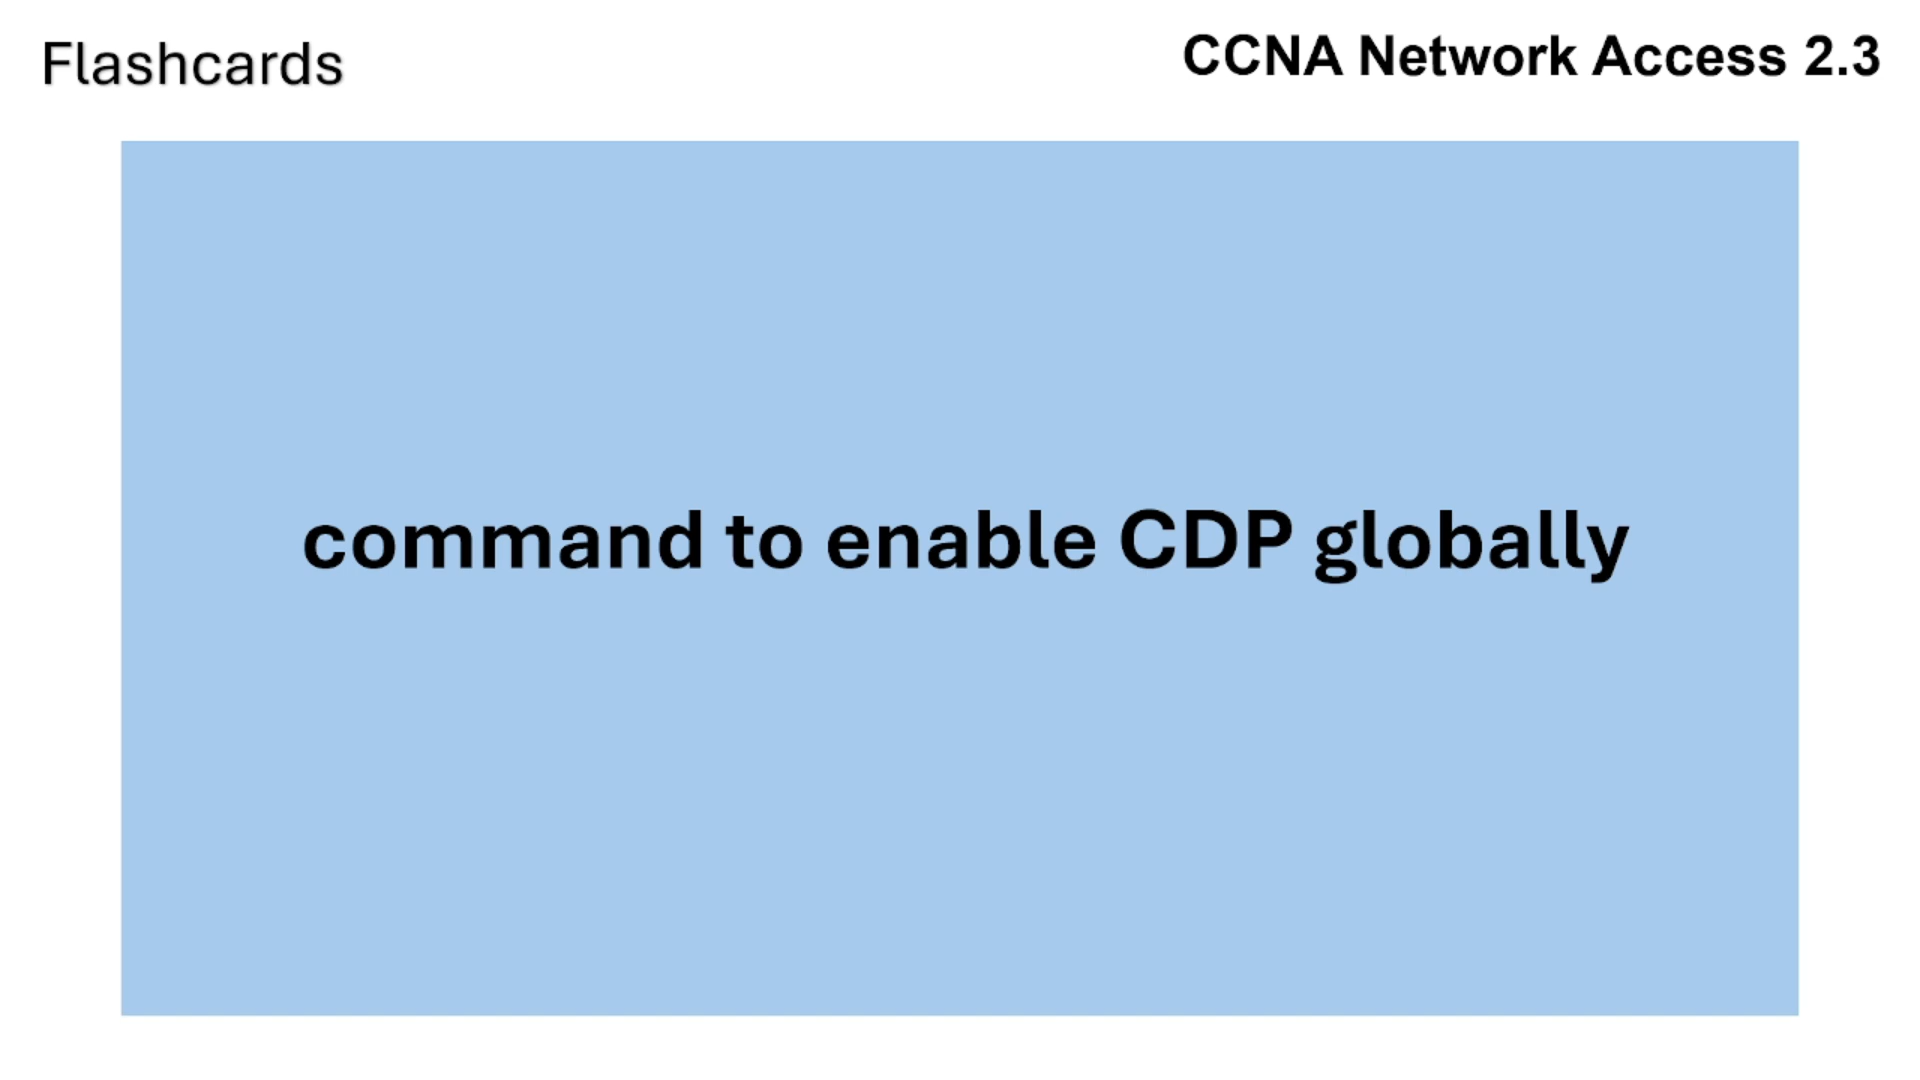 Flashcards
CCNA Network Access 2.3
command to enable CDP globally